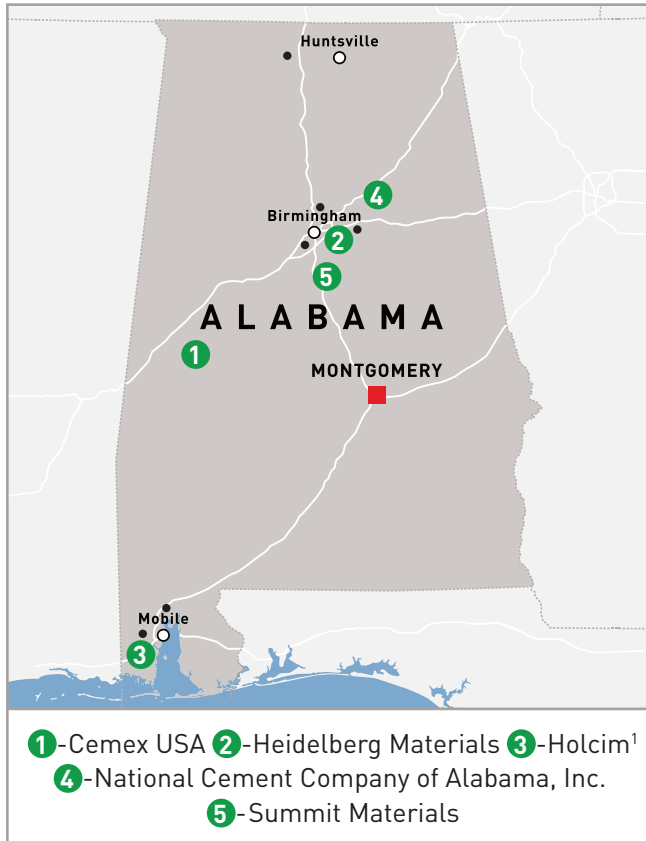 Huntsville
4
Birmingham
2
5
ALABAMA
1
MONTGOMERY
Mobile
3
1-Cemex USA 2-Heidelberg Materials 3-Holcim¹
4-National Cement Company of Alabama, Inc.
5-Summit Materials